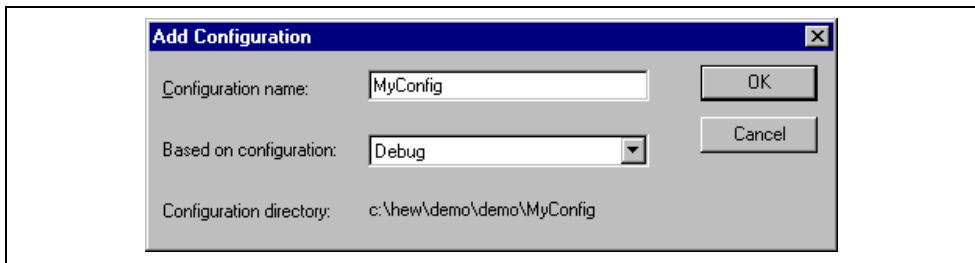 Add Configuration
Configuration name: MyConfig OK
Based on configuration: Debug Cancel
Configuration directory: c:\hew\demo\demo\MyConfig